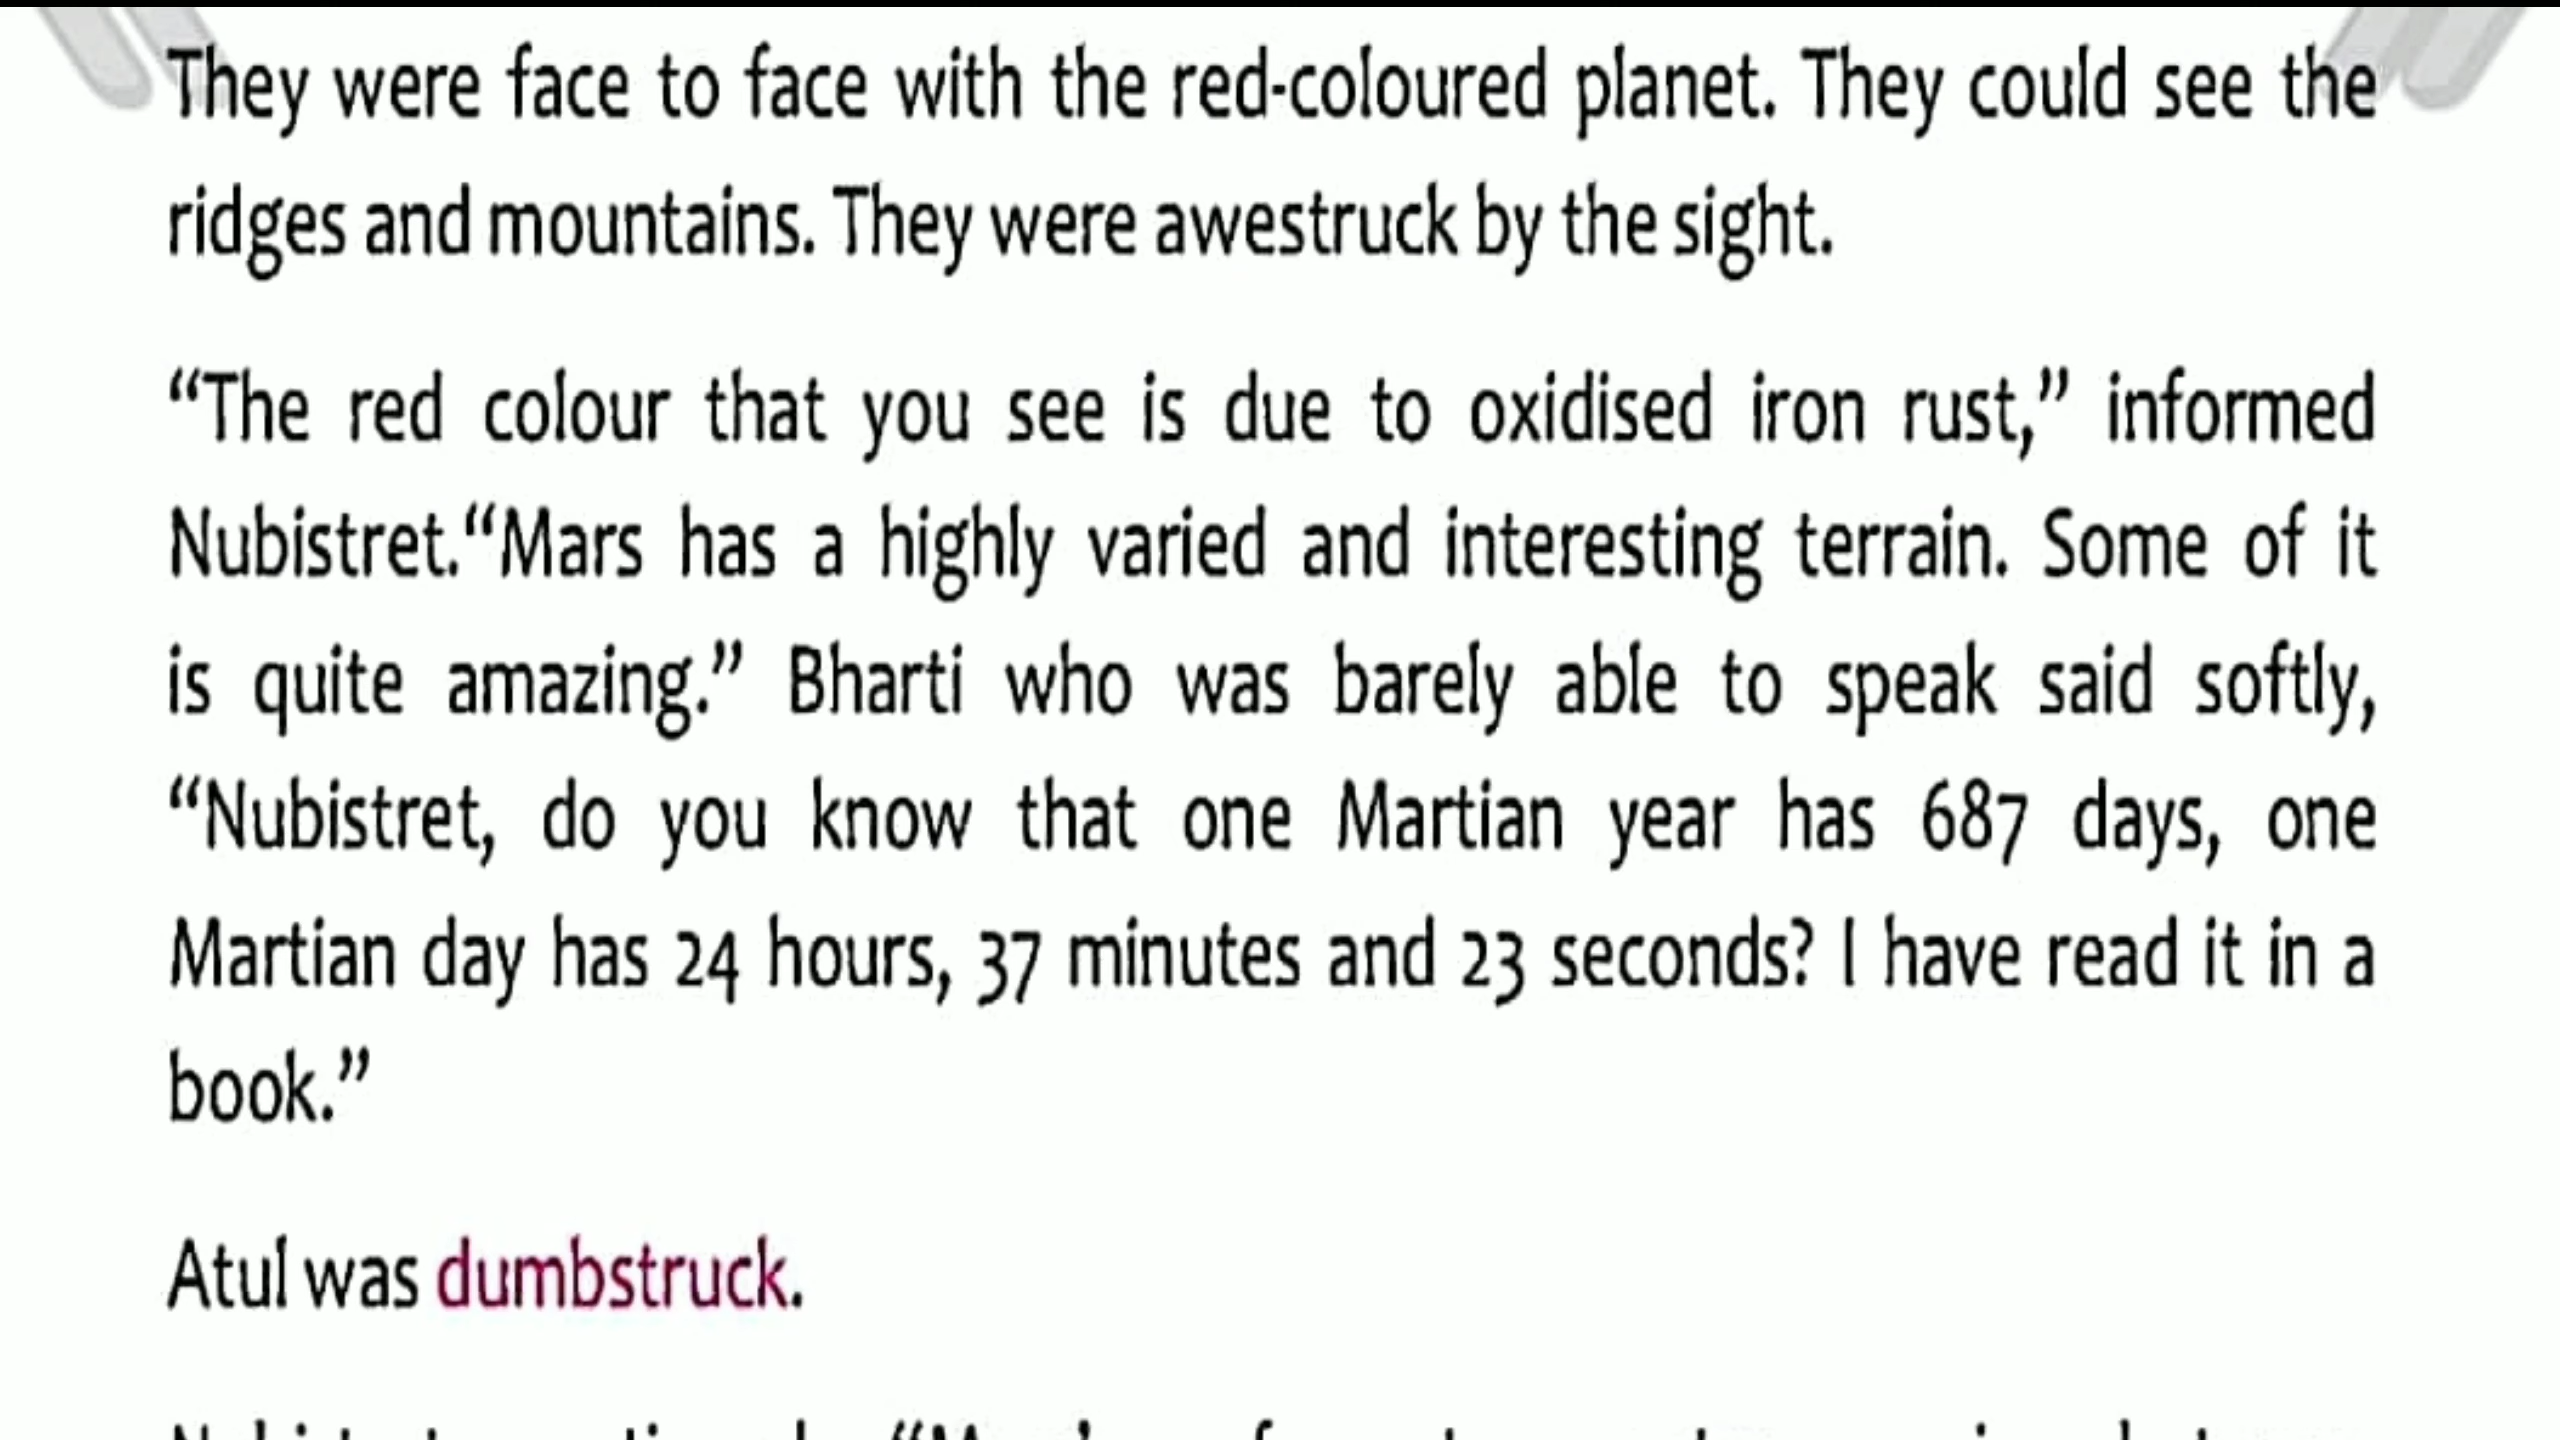 They were face to face with the red-coloured planet. They could see the
ridges and mountains. They were awestruck by the sight.
“The red colour that you see is due to oxidised iron rust,” informed
Nubistret.“Mars has a highly varied and interesting terrain. Some of it
is quite amazing.” Bharti who was barely able to speak said softly,
“Nubistret, do you know that one Martian year has 687 days, one
Martian day has 24 hours, 37 minutes and 23 seconds? I have read it in a
book.”
Atul was dumbstruck.